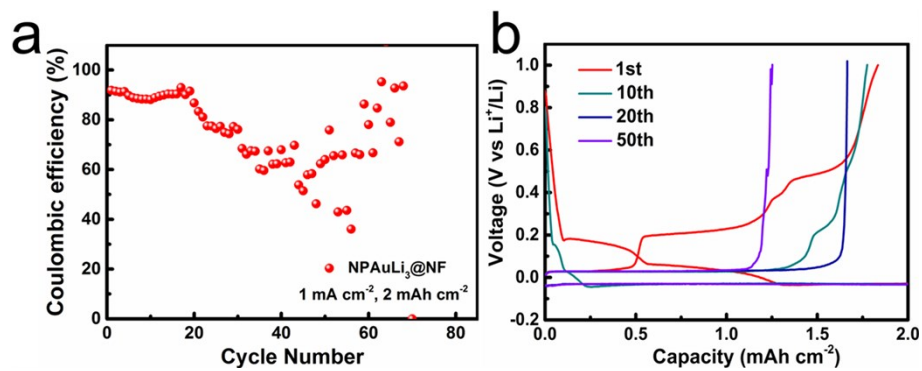 a
100
80
60
40
20
0
Coulombic efficiency (%)
NPAuLi₃@NF
1 mA cm⁻², 2 mAh cm⁻²
0 20 40 60 80
Cycle Number
b
1.0
0.8
0.6
0.4
0.2
0.0
-0.2
Voltage (V vs Li⁺/Li)
1st
10th
20th
50th
0.0 0.5 1.0 1.5 2.0
Capacity (mAh cm⁻²)